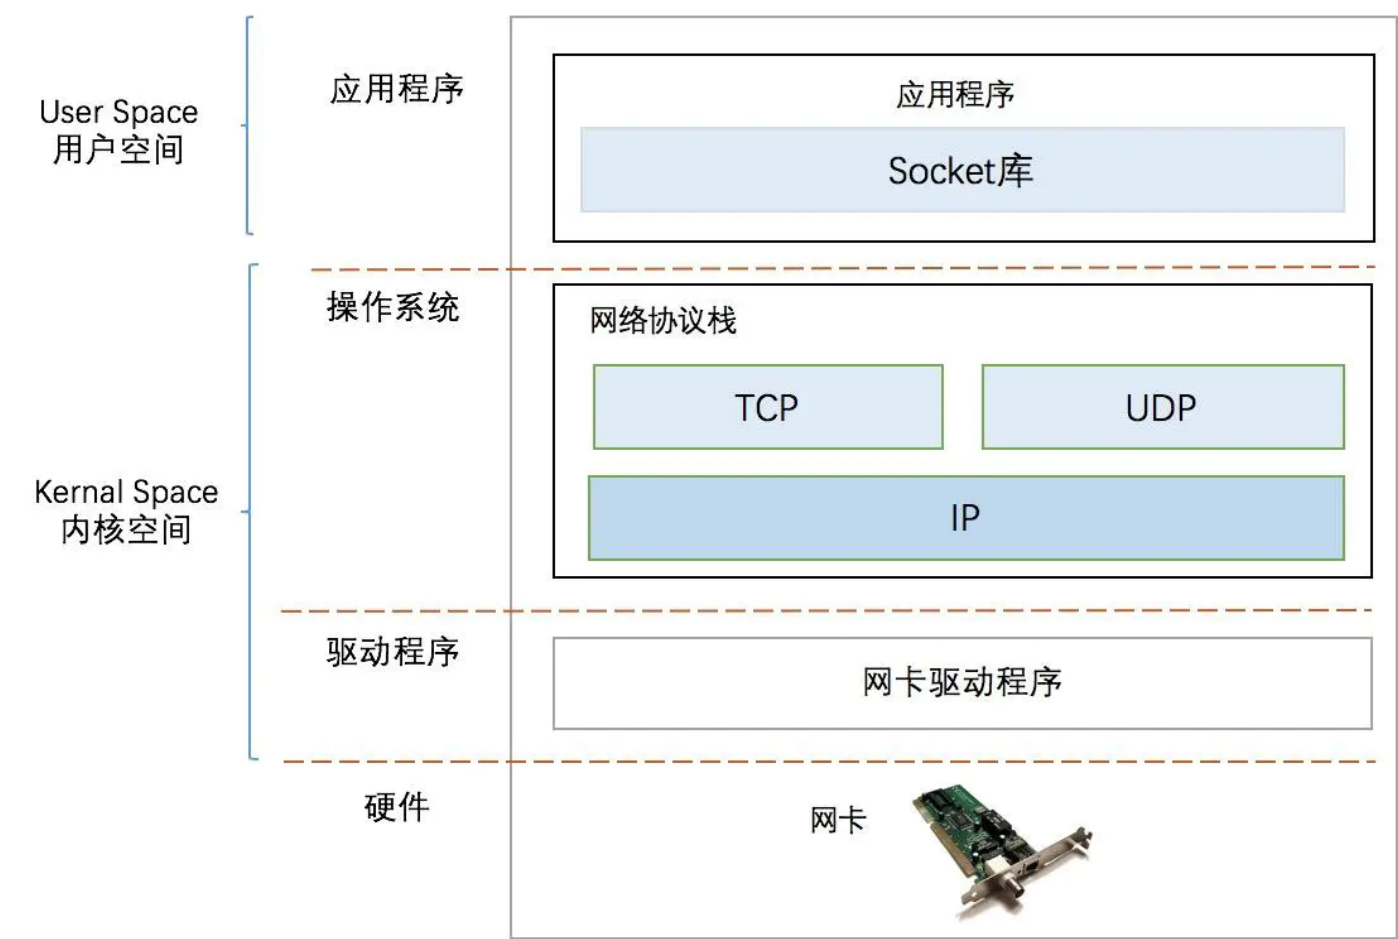 User Space
用户空间
应用程序
应用程序
Socket库
Kernal Space
内核空间
操作系统
网络协议栈
TCP
UDP
IP
驱动程序
网卡驱动程序
硬件
网卡